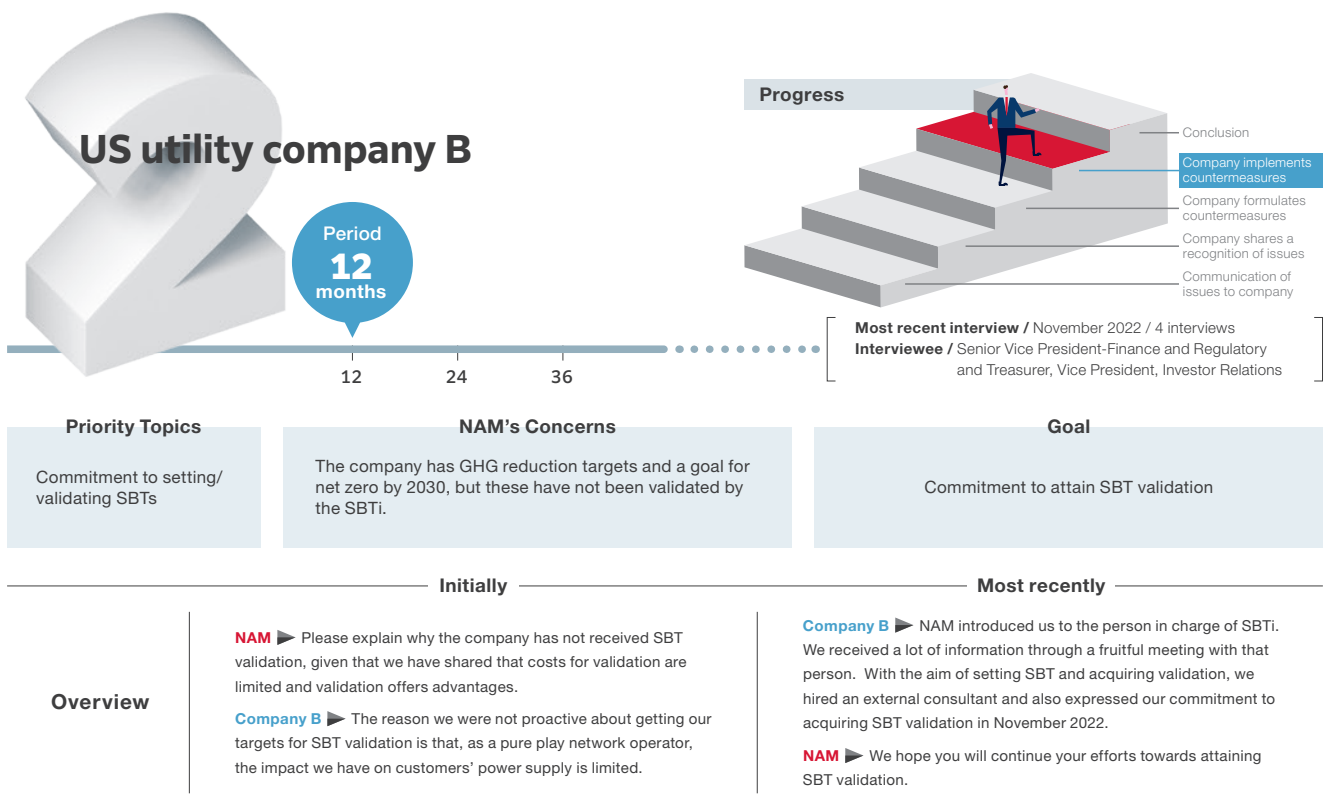 2
US utility company B
Period
12
months
12
24
36
Progress
Conclusion
Company implements
countermeasures
Company formulates
countermeasures
Company shares a
recognition of issues
Communication of
issues to company
Most recent interview / November 2022 / 4 interviews
Interviewee / Senior Vice President-Finance and Regulatory
and Treasurer, Vice President, Investor Relations
Priority Topics
Commitment to setting/
validating SBTs
NAM's Concerns
The company has GHG reduction targets and a goal for
net zero by 2030, but these have not been validated by
the SBTi.
Goal
Commitment to attain SBT validation
Overview
Initially
NAM ▶ Please explain why the company has not received SBT
validation, given that we have shared that costs for validation are
limited and validation offers advantages.
Company B ▶ The reason we were not proactive about getting our
targets for SBT validation is that, as a pure play network operator,
the impact we have on customers' power supply is limited.
Most recently
Company B ▶ NAM introduced us to the person in charge of SBTi.
We received a lot of information through a fruitful meeting with that
person.  With the aim of setting SBT and acquiring validation, we
hired an external consultant and also expressed our commitment to
acquiring SBT validation in November 2022.
NAM ▶ We hope you will continue your efforts towards attaining
SBT validation.